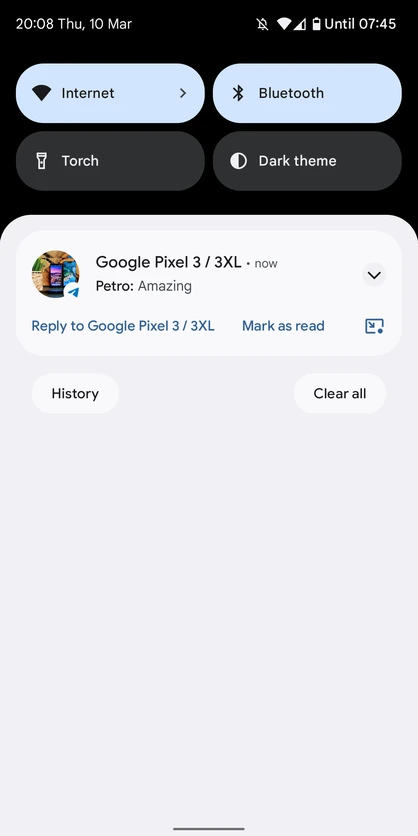 20:08 Thu, 10 Mar Until 07:45
Internet Bluetooth
Torch Dark theme
Google Pixel 3 / 3XL • now
Petro: Amazing
Reply to Google Pixel 3 / 3XL Mark as read
History Clear all